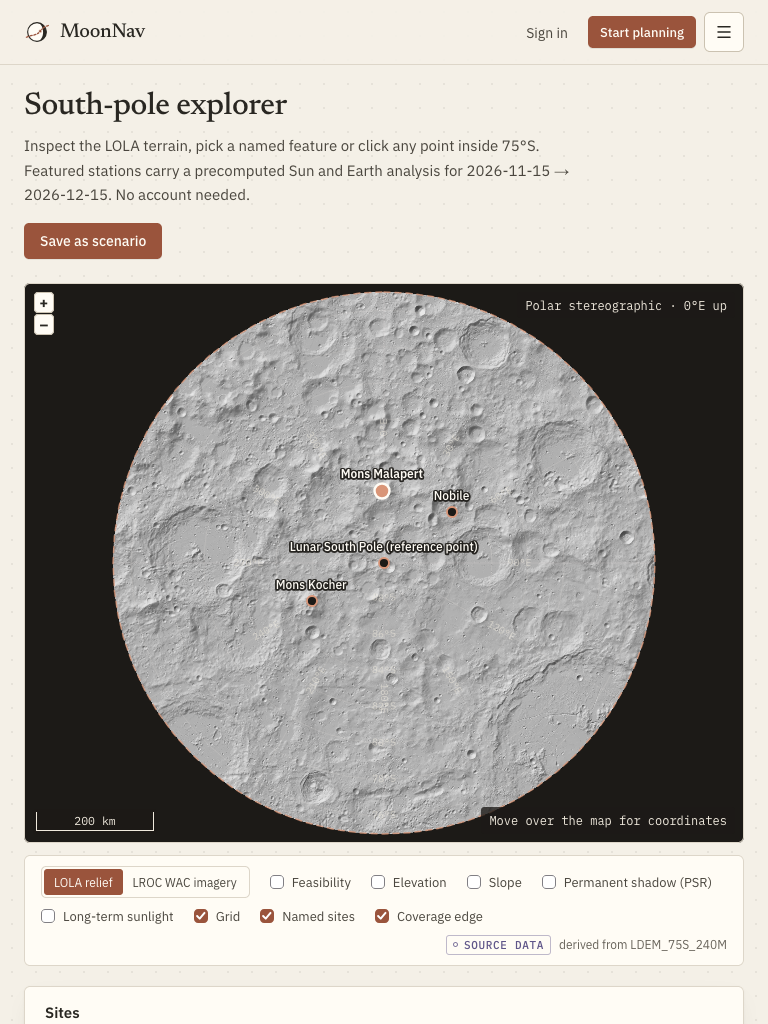 MoonNav
Sign in
Start planning
South-pole explorer
Inspect the LOLA terrain, pick a named feature or click any point inside 75°S.
Featured stations carry a precomputed Sun and Earth analysis for 2026-11-15 →
2026-12-15. No account needed.
Save as scenario
+
−
Polar stereographic · 0°E up
Mons Malapert
Nobile
Lunar South Pole (reference point)
Mons Kocher
200 km
Move over the map for coordinates
LOLA relief
LROC WAC imagery
Feasibility
Elevation
Slope
Permanent shadow (PSR)
Long-term sunlight
Grid
Named sites
Coverage edge
SOURCE DATA
derived from LDEM_75S_240M
Sites